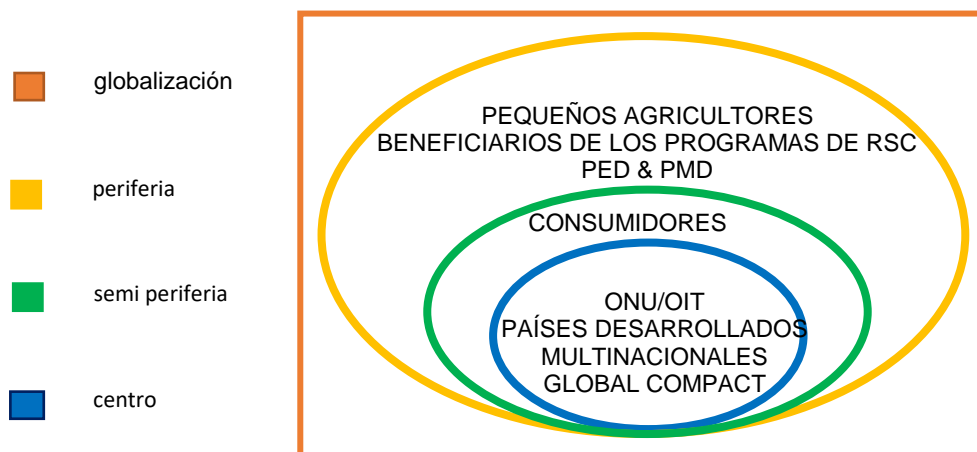 globalización
periferia
semi periferia
centro
PEQUEÑOS AGRICULTORES
BENEFICIARIOS DE LOS PROGRAMAS DE RSC
PED & PMD
CONSUMIDORES
ONU/OIT
PAÍSES DESARROLLADOS
MULTINACIONALES
GLOBAL COMPACT